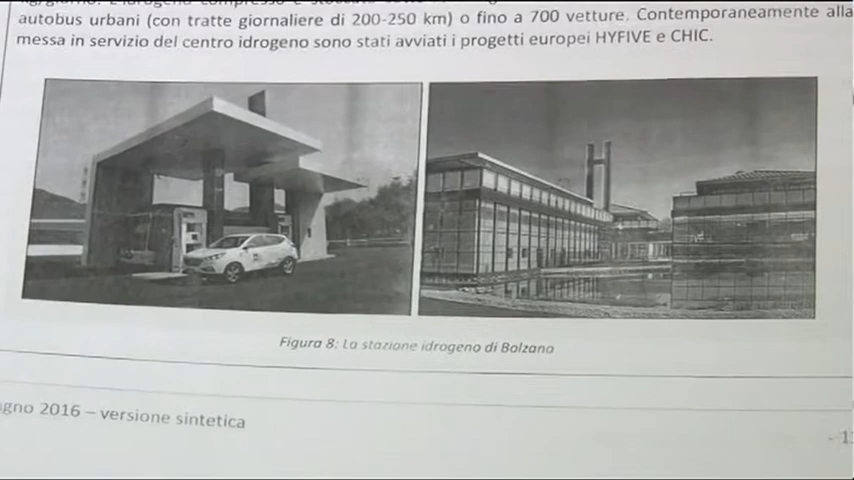 autobus urbani (con tratte giornaliere di 200-250 km) o fino a 700 vetture. Contemporaneamente alla
messa in servizio del centro idrogeno sono stati avviati i progetti europei HYFIVE e CHIC.
Figura 8: La stazione idrogeno di Bolzano
gno 2016 – versione sintetica